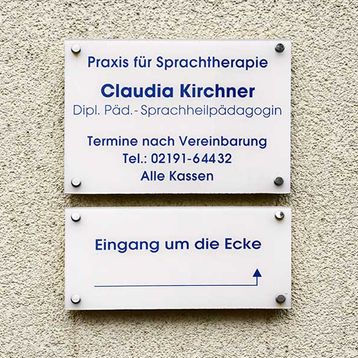 Praxis für Sprachtherapie
Claudia Kirchner
Dipl. Päd.-Sprachheilpädagogin
Termine nach Vereinbarung
Tel.: 02191-64432
Alle Kassen
Eingang um die Ecke